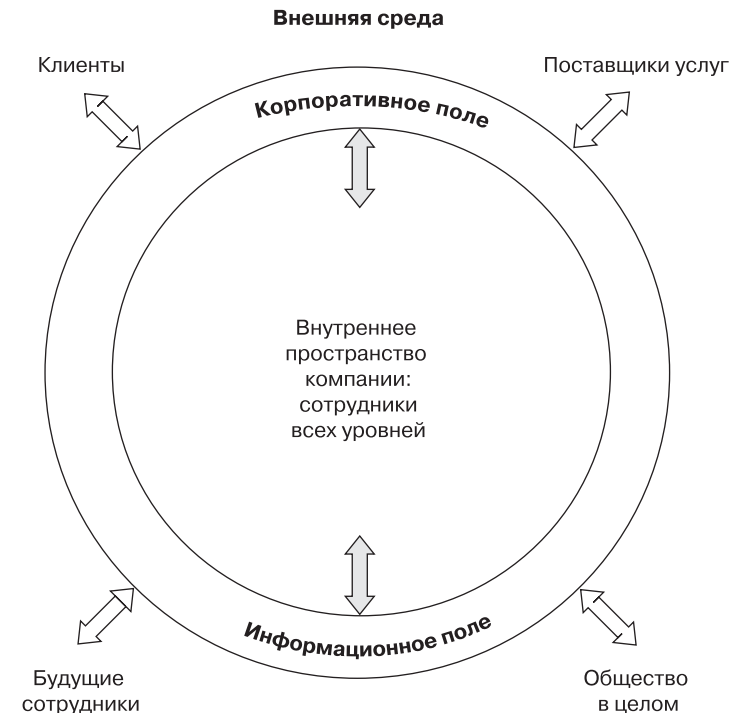 Внешняя среда
Клиенты
Поставщики услуг
Корпоративное поле
Внутреннее
пространство
компании:
сотрудники
всех уровней
Информационное поле
Будущие
сотрудники
Общество
в целом